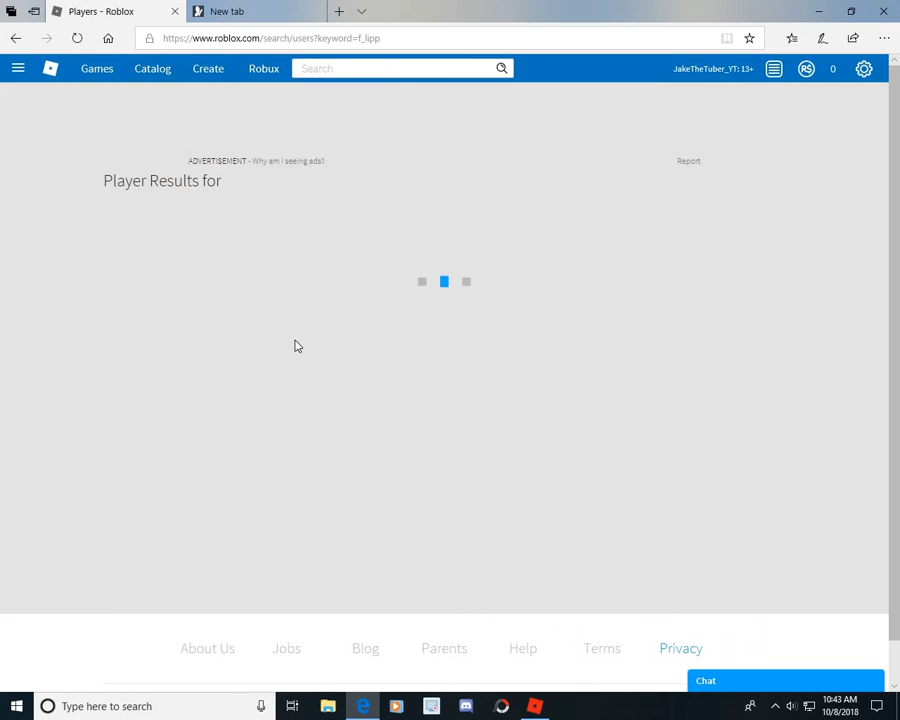 Players - Roblox
New tab
https://www.roblox.com/search/users?keyword=f_lipp
Games
Catalog
Create
Robux
Search
JakeTheTuber_YT: 13+
R$
0
ADVERTISEMENT - Why am I seeing ads?
Report
Player Results for
About Us
Jobs
Blog
Parents
Help
Terms
Privacy
Chat
Type here to search
10:43 AM
10/8/2018